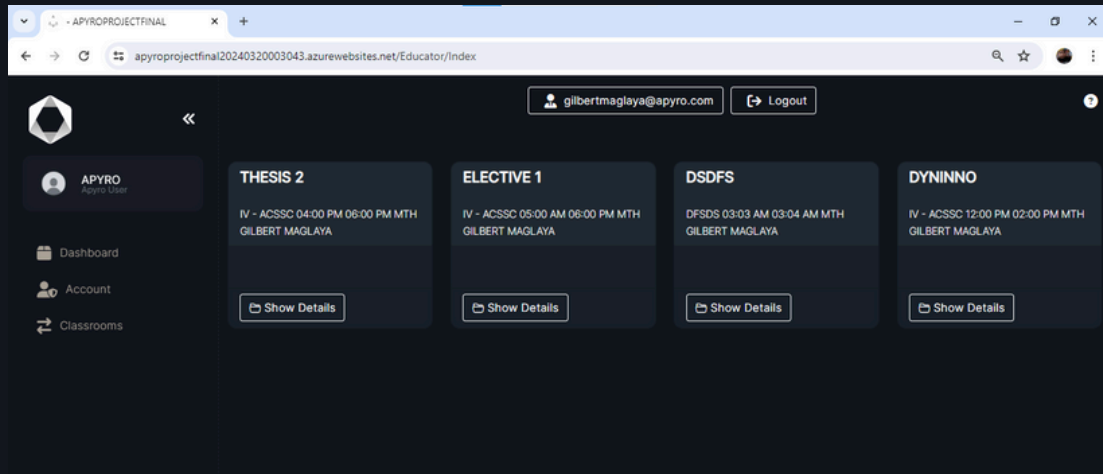 - APYROPROJECTFINAL
apyroprojectfinal20240320003043.azurewebsites.net/Educator/Index
gilbertmaglaya@apyro.com
Logout
?
APYRO
Apyro User
Dashboard
Account
Classrooms
THESIS 2
IV - ACSSC 04:00 PM 06:00 PM MTH
GILBERT MAGLAYA
Show Details
ELECTIVE 1
IV - ACSSC 05:00 AM 06:00 PM MTH
GILBERT MAGLAYA
Show Details
DSDFS
DFSDS 03:03 AM 03:04 AM MTH
GILBERT MAGLAYA
Show Details
DYNINNO
IV - ACSSC 12:00 PM 02:00 PM MTH
GILBERT MAGLAYA
Show Details